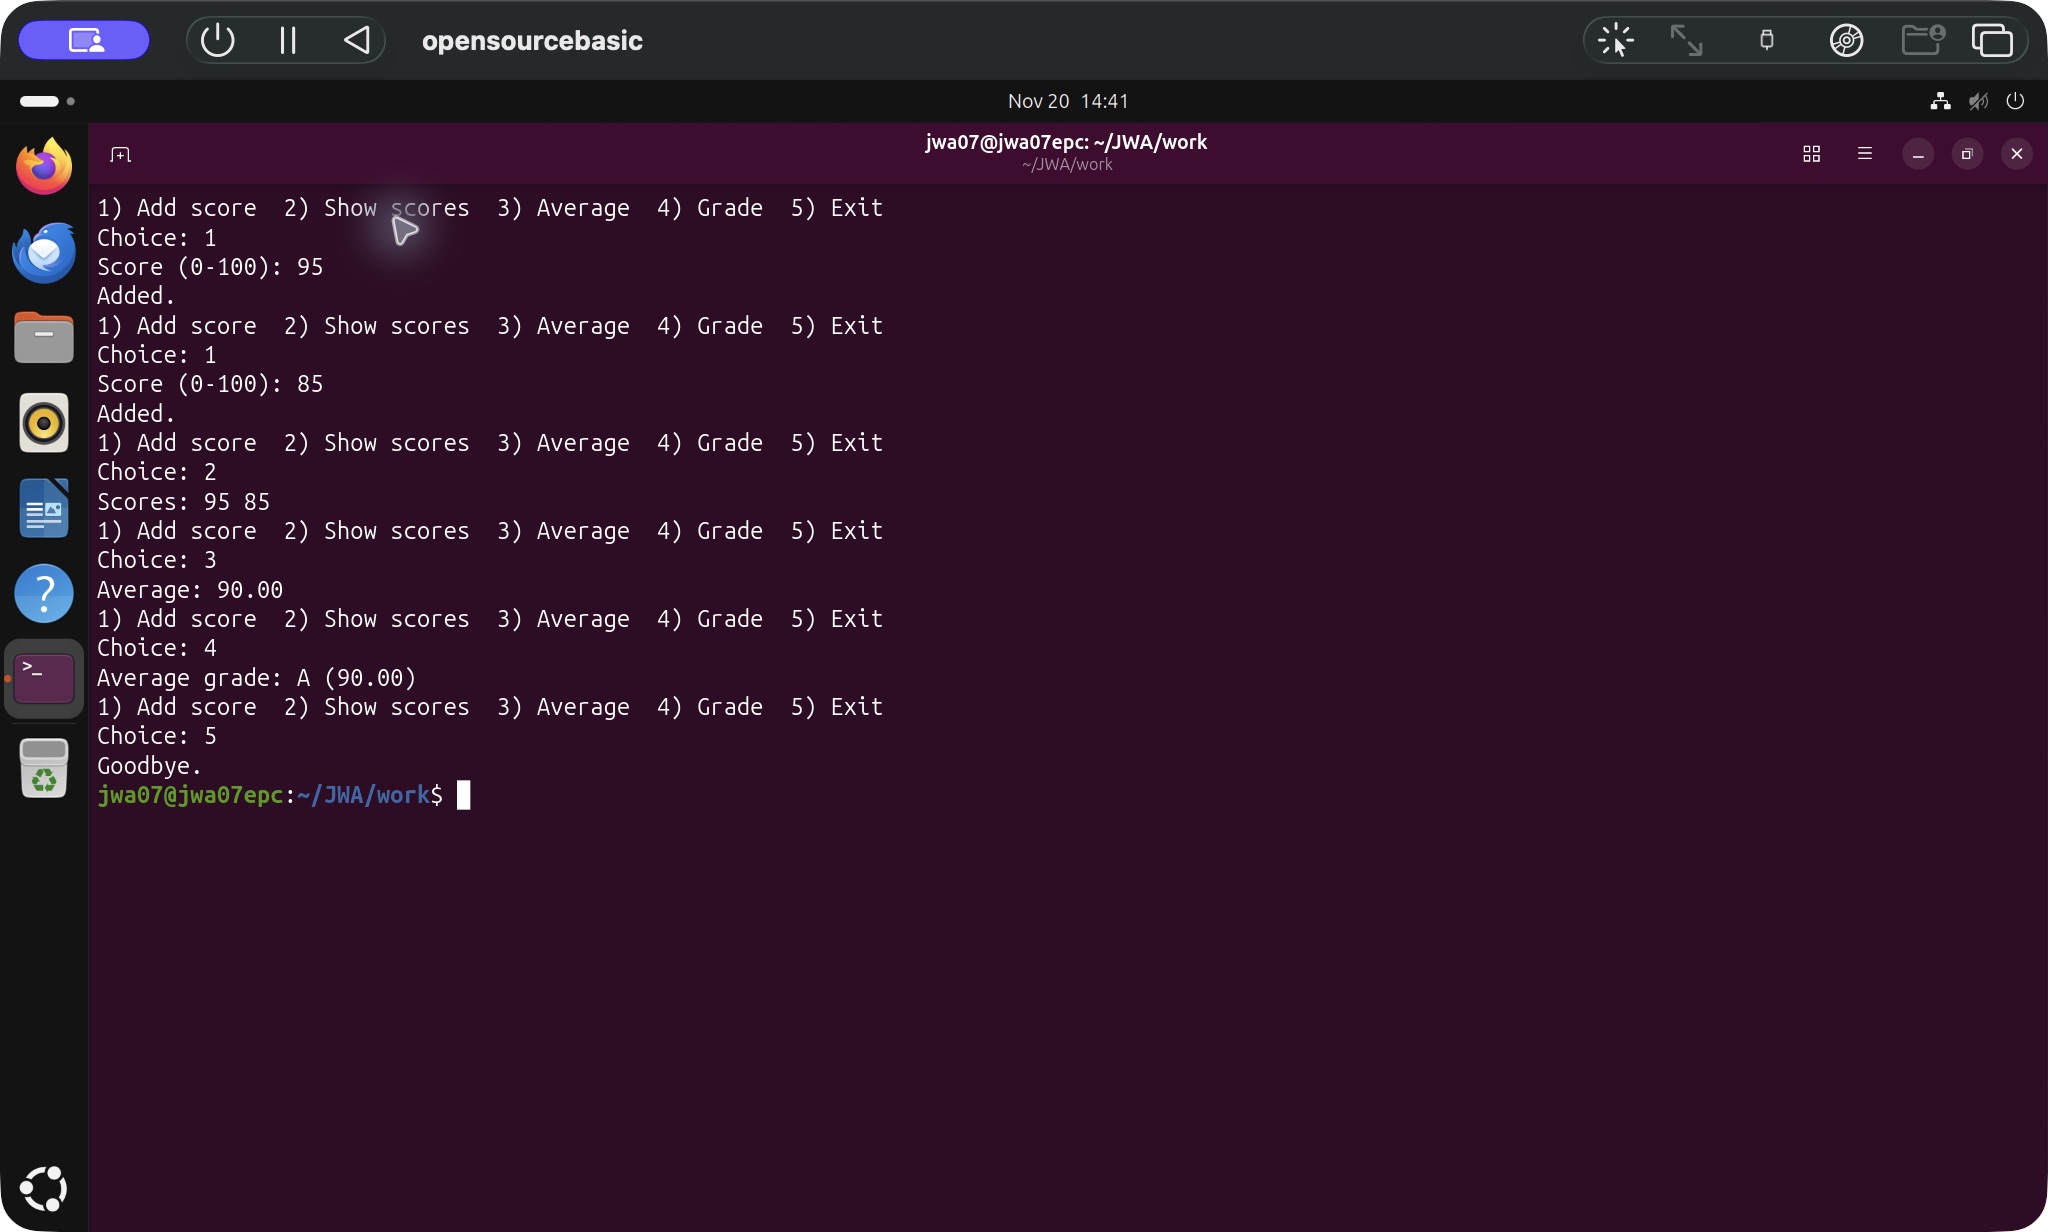 opensourcebasic
Nov 20 14:41
jwa07@jwa07epc: ~/JWA/work
~/JWA/work
1) Add score  2) Show scores  3) Average  4) Grade  5) Exit
Choice: 1
Score (0-100): 95
Added.
1) Add score  2) Show scores  3) Average  4) Grade  5) Exit
Choice: 1
Score (0-100): 85
Added.
1) Add score  2) Show scores  3) Average  4) Grade  5) Exit
Choice: 2
Scores: 95 85
1) Add score  2) Show scores  3) Average  4) Grade  5) Exit
Choice: 3
Average: 90.00
1) Add score  2) Show scores  3) Average  4) Grade  5) Exit
Choice: 4
Average grade: A (90.00)
1) Add score  2) Show scores  3) Average  4) Grade  5) Exit
Choice: 5
Goodbye.
jwa07@jwa07epc:~/JWA/work$